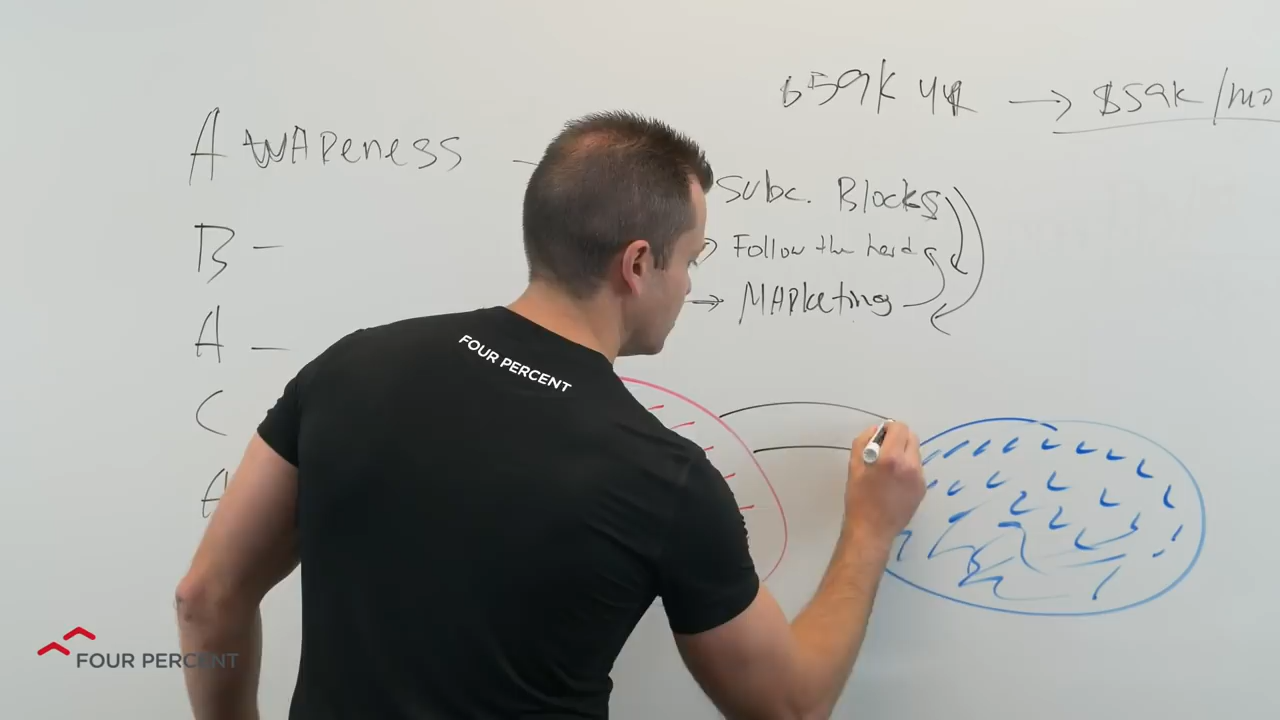 $59K YR → $59K /mo
AWAReness –
Subc. Blocks
B –
Follow the herd
→ MARketing
A –
C
A
FOUR PERCENT
FOUR PERCENT